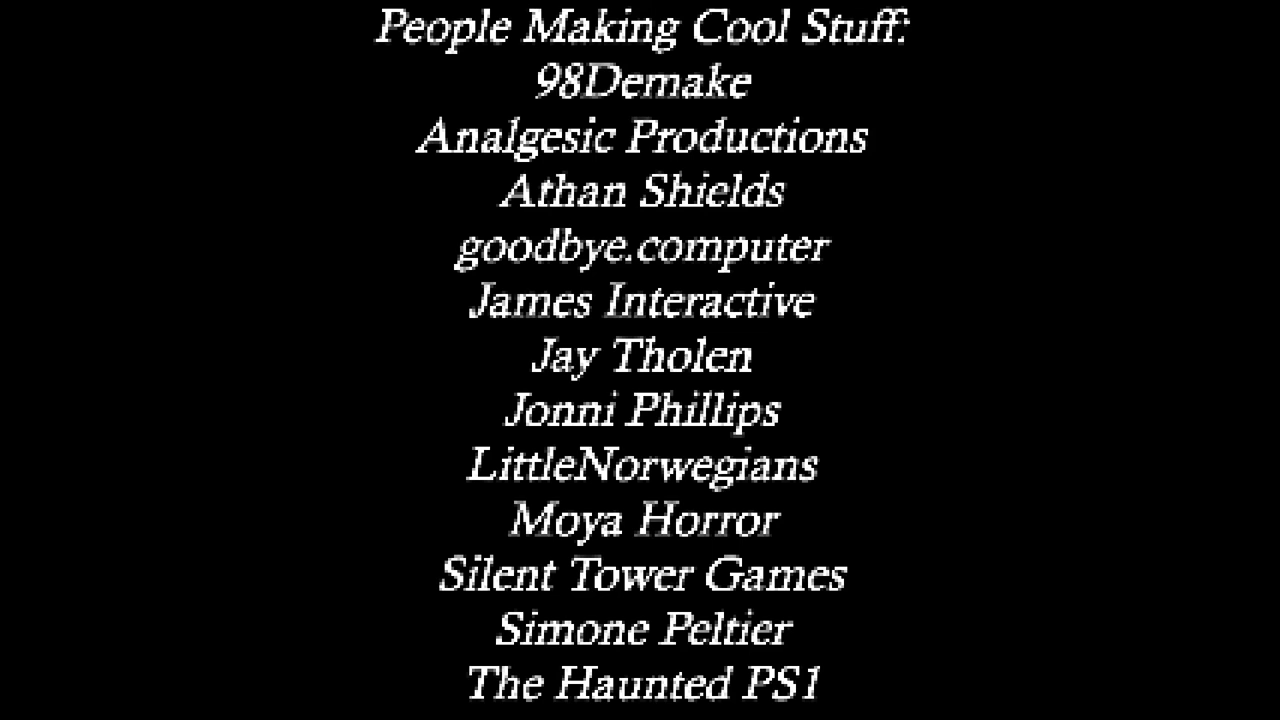 People Making Cool Stuff:
98Demake
Analgesic Productions
Athan Shields
goodbye.computer
James Interactive
Jay Tholen
Jonni Phillips
LittleNorwegians
Moya Horror
Silent Tower Games
Simone Peltier
The Haunted PS1